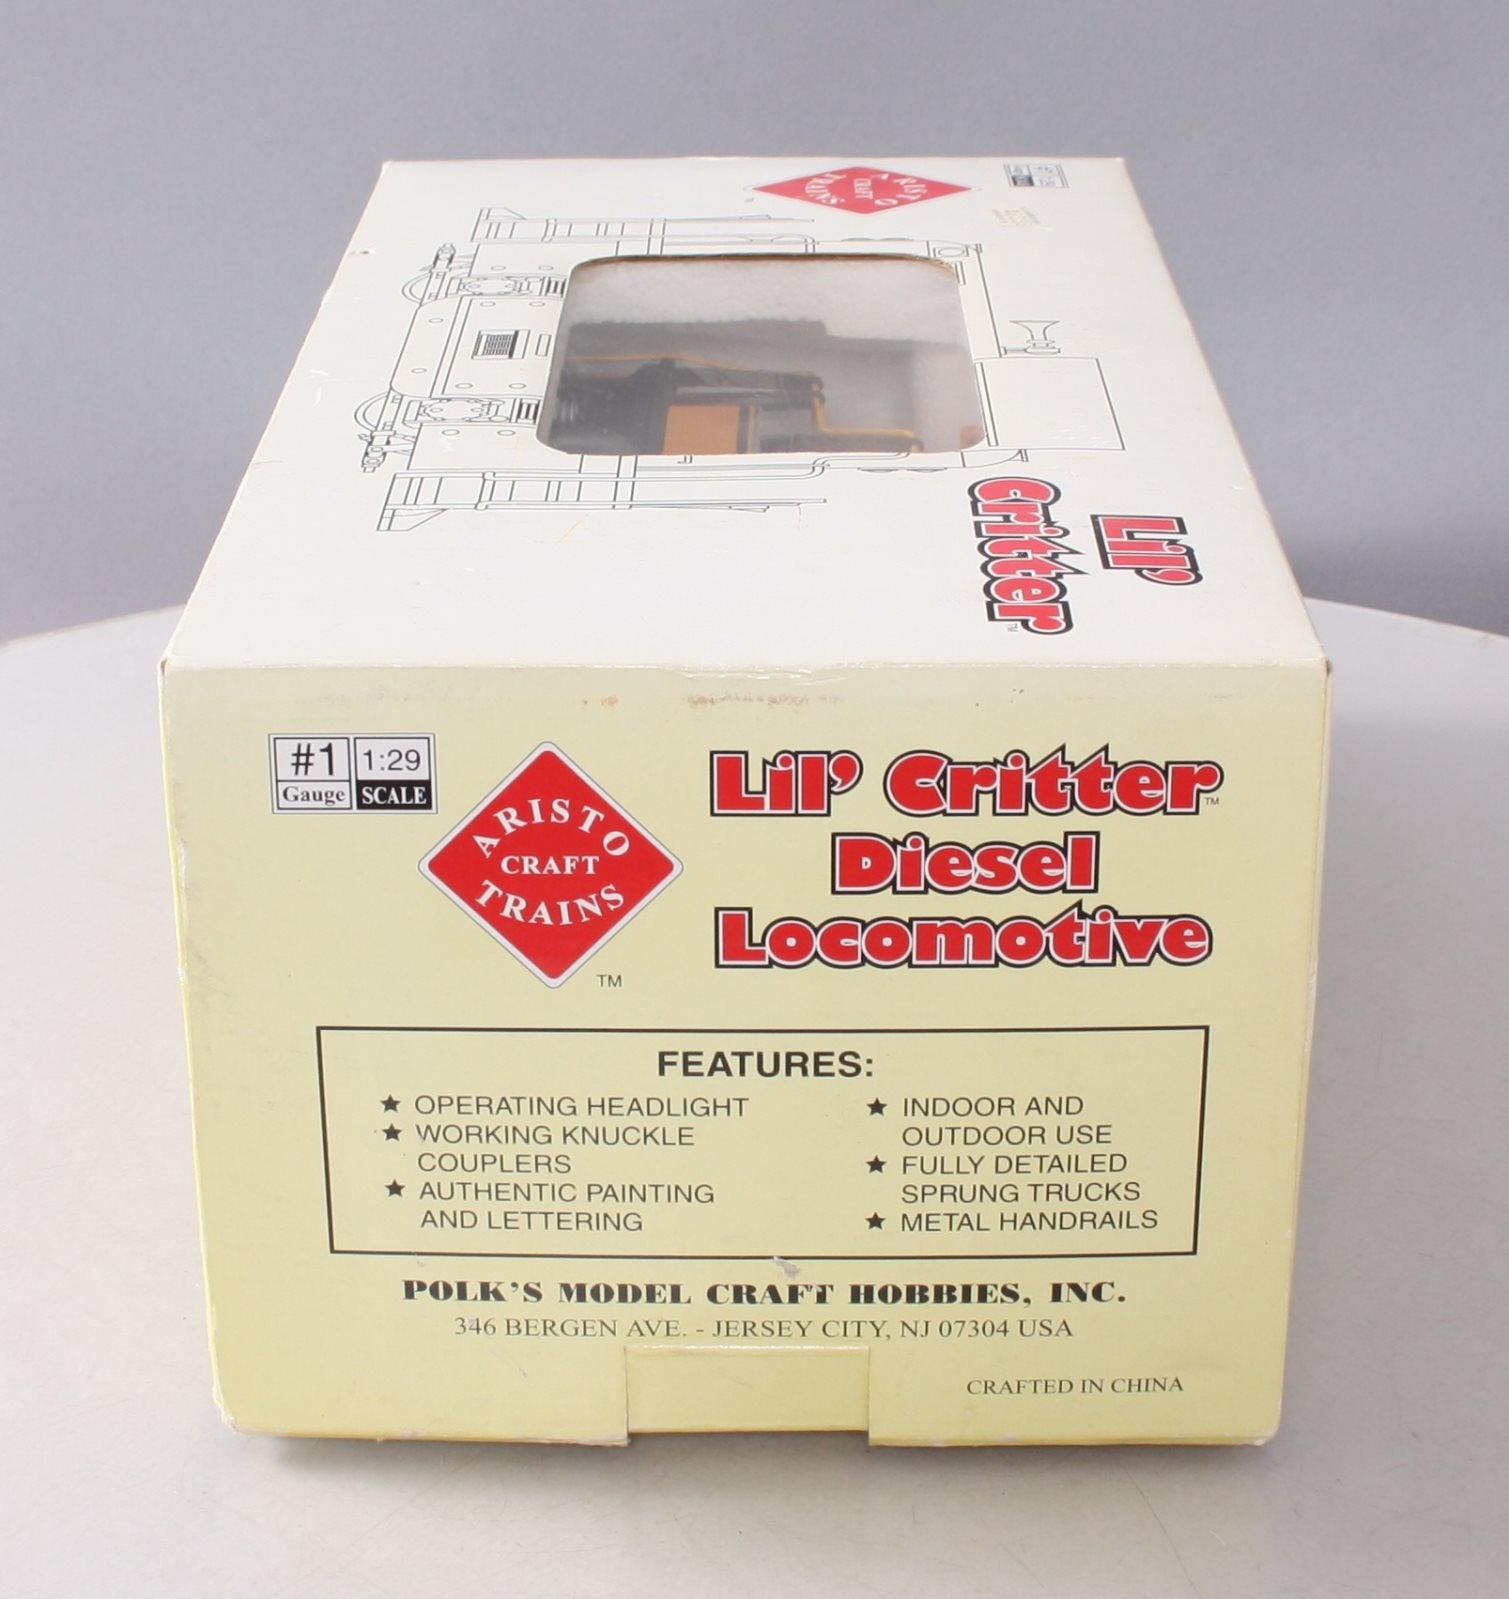 ARISTO
CRAFT
TRAINS
Lil'
Critter
TM
#1
Gauge
1:29
SCALE
ARISTO
CRAFT
TRAINS
TM
Lil' Critter
TM
Diesel
Locomotive
FEATURES:
★ OPERATING HEADLIGHT
★ WORKING KNUCKLE
COUPLERS
★ AUTHENTIC PAINTING
AND LETTERING
★ INDOOR AND
OUTDOOR USE
★ FULLY DETAILED
SPRUNG TRUCKS
★ METAL HANDRAILS
POLK'S MODEL CRAFT HOBBIES, INC.
346 BERGEN AVE. - JERSEY CITY, NJ 07304 USA
CRAFTED IN CHINA